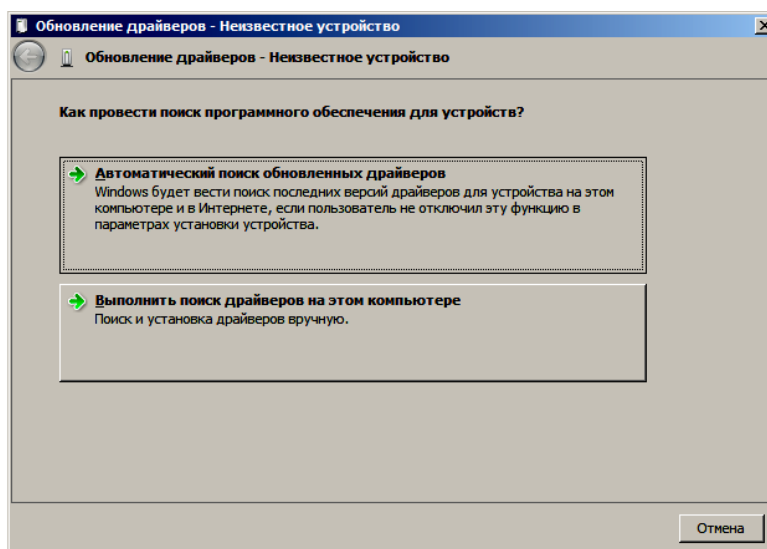 Обновление драйверов - Неизвестное устройство
Обновление драйверов - Неизвестное устройство
Как провести поиск программного обеспечения для устройств?
Автоматический поиск обновленных драйверов
Windows будет вести поиск последних версий драйверов для устройства на этом
компьютере и в Интернете, если пользователь не отключил эту функцию в
параметрах установки устройства.
Выполнить поиск драйверов на этом компьютере
Поиск и установка драйверов вручную.
Отмена